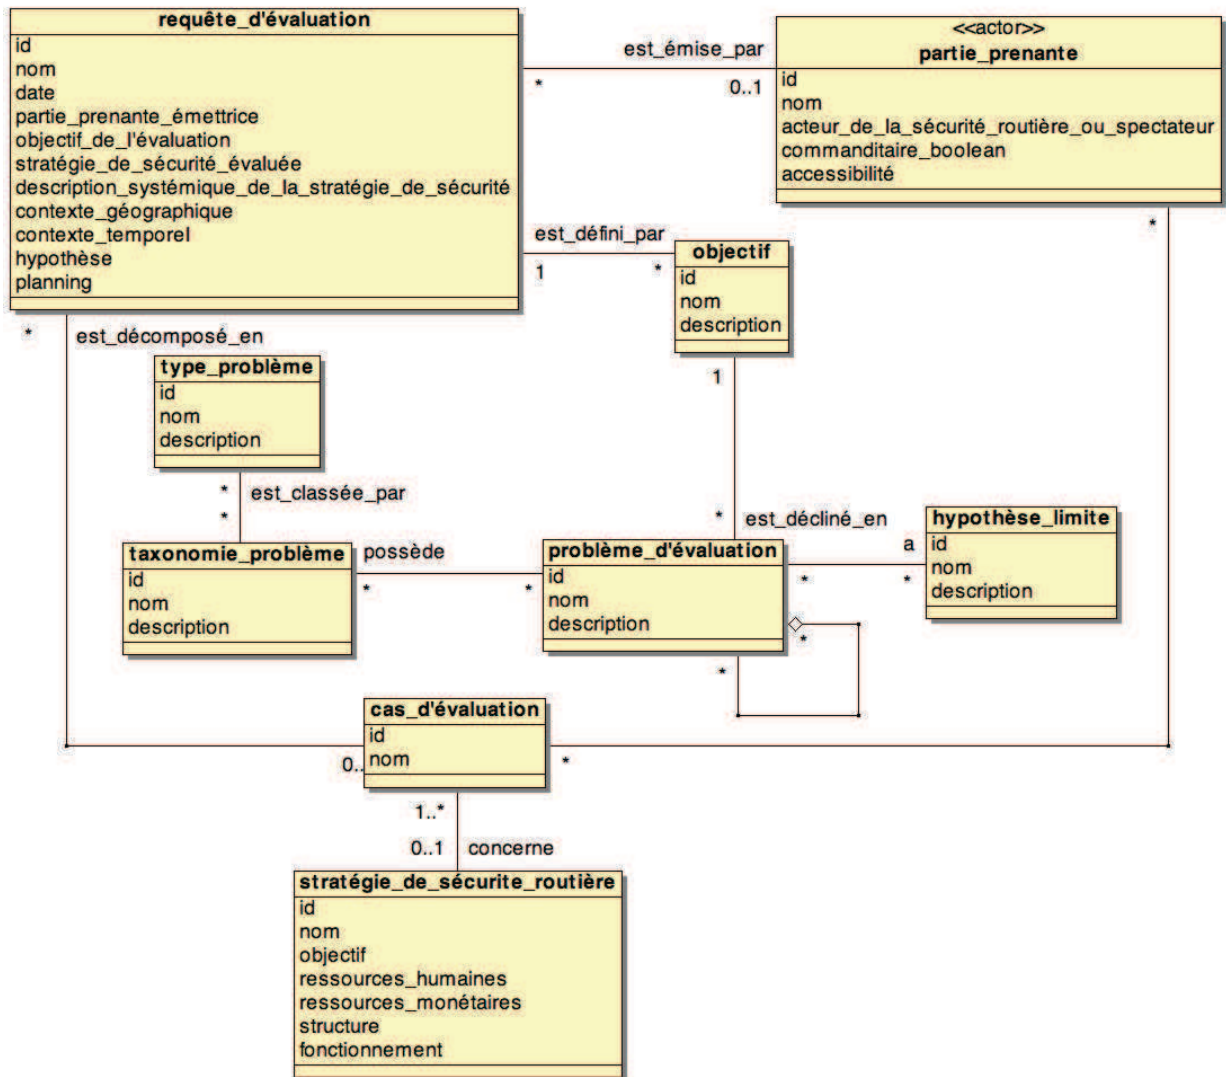 requête_d'évaluation
id
nom
date
partie_prenante_émettrice
objectif_de_l'évaluation
stratégie_de_sécurité_évaluée
description_systémique_de_la_stratégie_de_sécurité
contexte_géographique
contexte_temporel
hypothèse
planning
est_émise_par
*
0..1
<<actor>>
partie_prenante
id
nom
acteur_de_la_sécurité_routière_ou_spectateur
commanditaire_boolean
accessibilité
*
est_défini_par
1
*
objectif
id
nom
description
1
*
est_décomposé_en
type_problème
id
nom
description
*
est_classée_par
*
taxonomie_problème
id
nom
description
possède
*
*
*
est_décliné_en
problème_d'évaluation
id
nom
description
a
*
*
hypothèse_limite
id
nom
description
*
*
cas_d'évaluation
id
nom
0..
*
1..*
0..1
concerne
stratégie_de_sécurite_routière
id
nom
objectif
ressources_humaines
ressources_monétaires
structure
fonctionnement